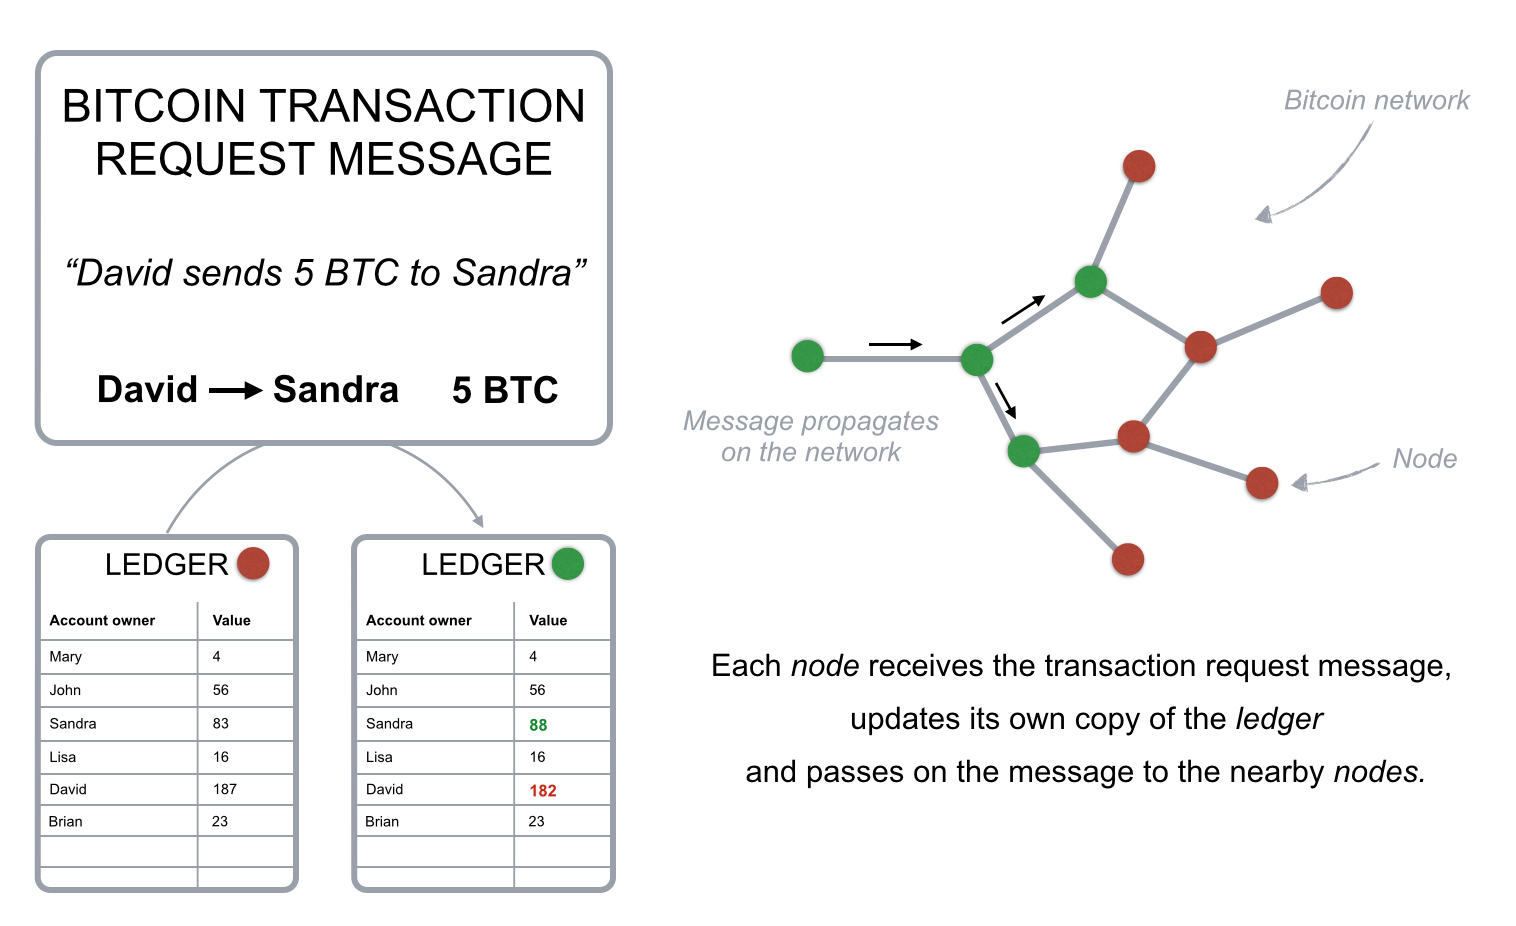 BITCOIN TRANSACTION
REQUEST MESSAGE
“David sends 5 BTC to Sandra”
David Sandra 5 BTC
LEDGER
Account owner Value
Mary 4
John 56
Sandra 83
Lisa 16
David 187
Brian 23
LEDGER
Account owner Value
Mary 4
John 56
Sandra 88
Lisa 16
David 182
Brian 23
Bitcoin network
Message propagates
on the network
Node
Each node receives the transaction request message,
updates its own copy of the ledger
and passes on the message to the nearby nodes.